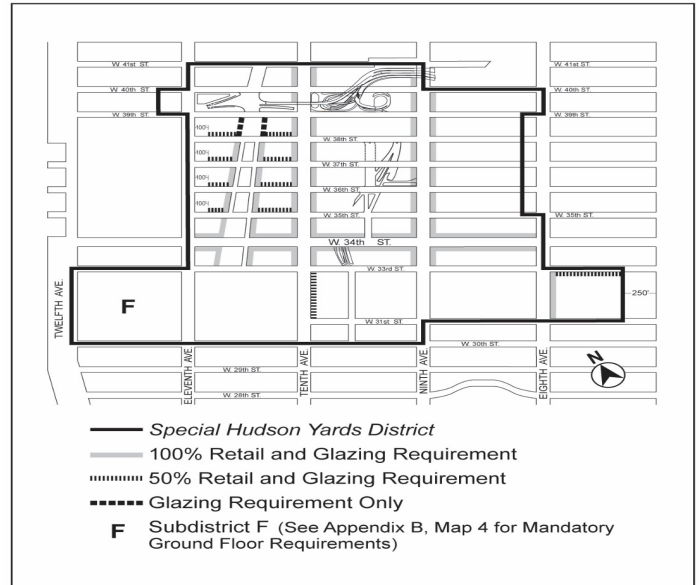 W. 41st ST.
W. 41st ST.
W. 40th ST.
W. 40th ST.
W. 39th ST.
W. 39th ST.
100'
W. 38th ST.
100'
W. 37th ST.
100'
W. 36th ST.
100'
W. 35th ST.
W. 35th ST.
W. 34th ST.
W. 33rd ST.
F
250'
TWELFTH AVE.
W. 31st ST.
W. 30th ST.
ELEVENTH AVE.
TENTH AVE.
NINTH AVE.
EIGHTH AVE.
N
W. 29th ST.
W. 28th ST.
Special Hudson Yards District
100% Retail and Glazing Requirement
50% Retail and Glazing Requirement
Glazing Requirement Only
F Subdistrict F (See Appendix B, Map 4 for Mandatory
Ground Floor Requirements)